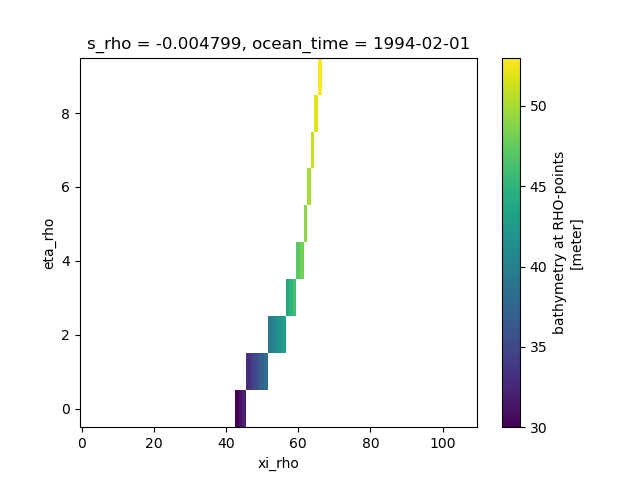 s_rho = -0.004799, ocean_time = 1994-02-01
8
6
4
2
0
eta_rho
0 20 40 60 80 100
xi_rho
50
45
40
35
30
bathymetry at RHO-points
[meter]